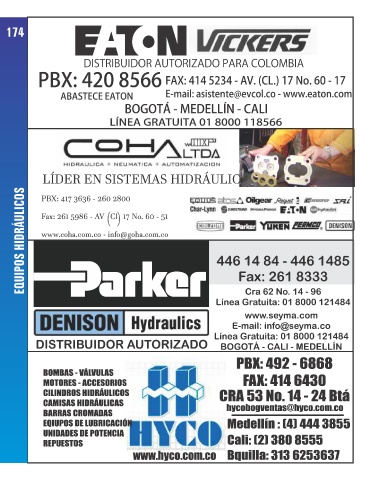 174
EQUIPOS HIDRÁULICOS
EATON VICKERS
DISTRIBUIDOR AUTORIZADO PARA COLOMBIA
PBX: 420 8566 FAX: 414 5234 - AV. (CL.) 17 No. 60 - 17
ABASTECE EATON E-mail: asistente@evcol.co - www.eaton.com
BOGOTÁ - MEDELLÍN - CALI
LÍNEA GRATUITA 01 8000 118566
COHA LTDA
HIDRAULICA • NEUMATICA • AUTOMATIZACION
LÍDER EN SISTEMAS HIDRÁULIC
PBX: 417 3636 - 260 2800
Fax: 261 5986 - AV (Cl) 17 No. 60 - 51
www.coha.com.co - info@goha.com.co
atos Oilgear
Char-Lynn EATON
Parker YUKEN PERMCO DENISON
Parker
446 14 84 - 446 1485
Fax: 261 8333
Cra 62 No. 14 - 96
Línea Gratuita: 01 8000 121484
www.seyma.com
E-mail: info@seyma.co
Línea Gratuita: 01 8000 121484
BOGOTÁ - CALI - MEDELLÍN
DENISON Hydraulics
DISTRIBUIDOR AUTORIZADO
BOMBAS - VÁLVULAS
MOTORES - ACCESORIOS
CILINDROS HIDRÁULICOS
CAMISAS HIDRÁULICAS
BARRAS CROMADAS
EQUIPOS DE LUBRICACIÓN
UNIDADES DE POTENCIA
REPUESTOS
HYCO
www.hyco.com.co
PBX: 492 - 6868
FAX: 414 6430
CRA 53 No. 14 - 24 Btá
hycobogventas@hyco.com.co
Medellín : (4) 444 3855
Cali: (2) 380 8555
Bquilla: 313 6253637